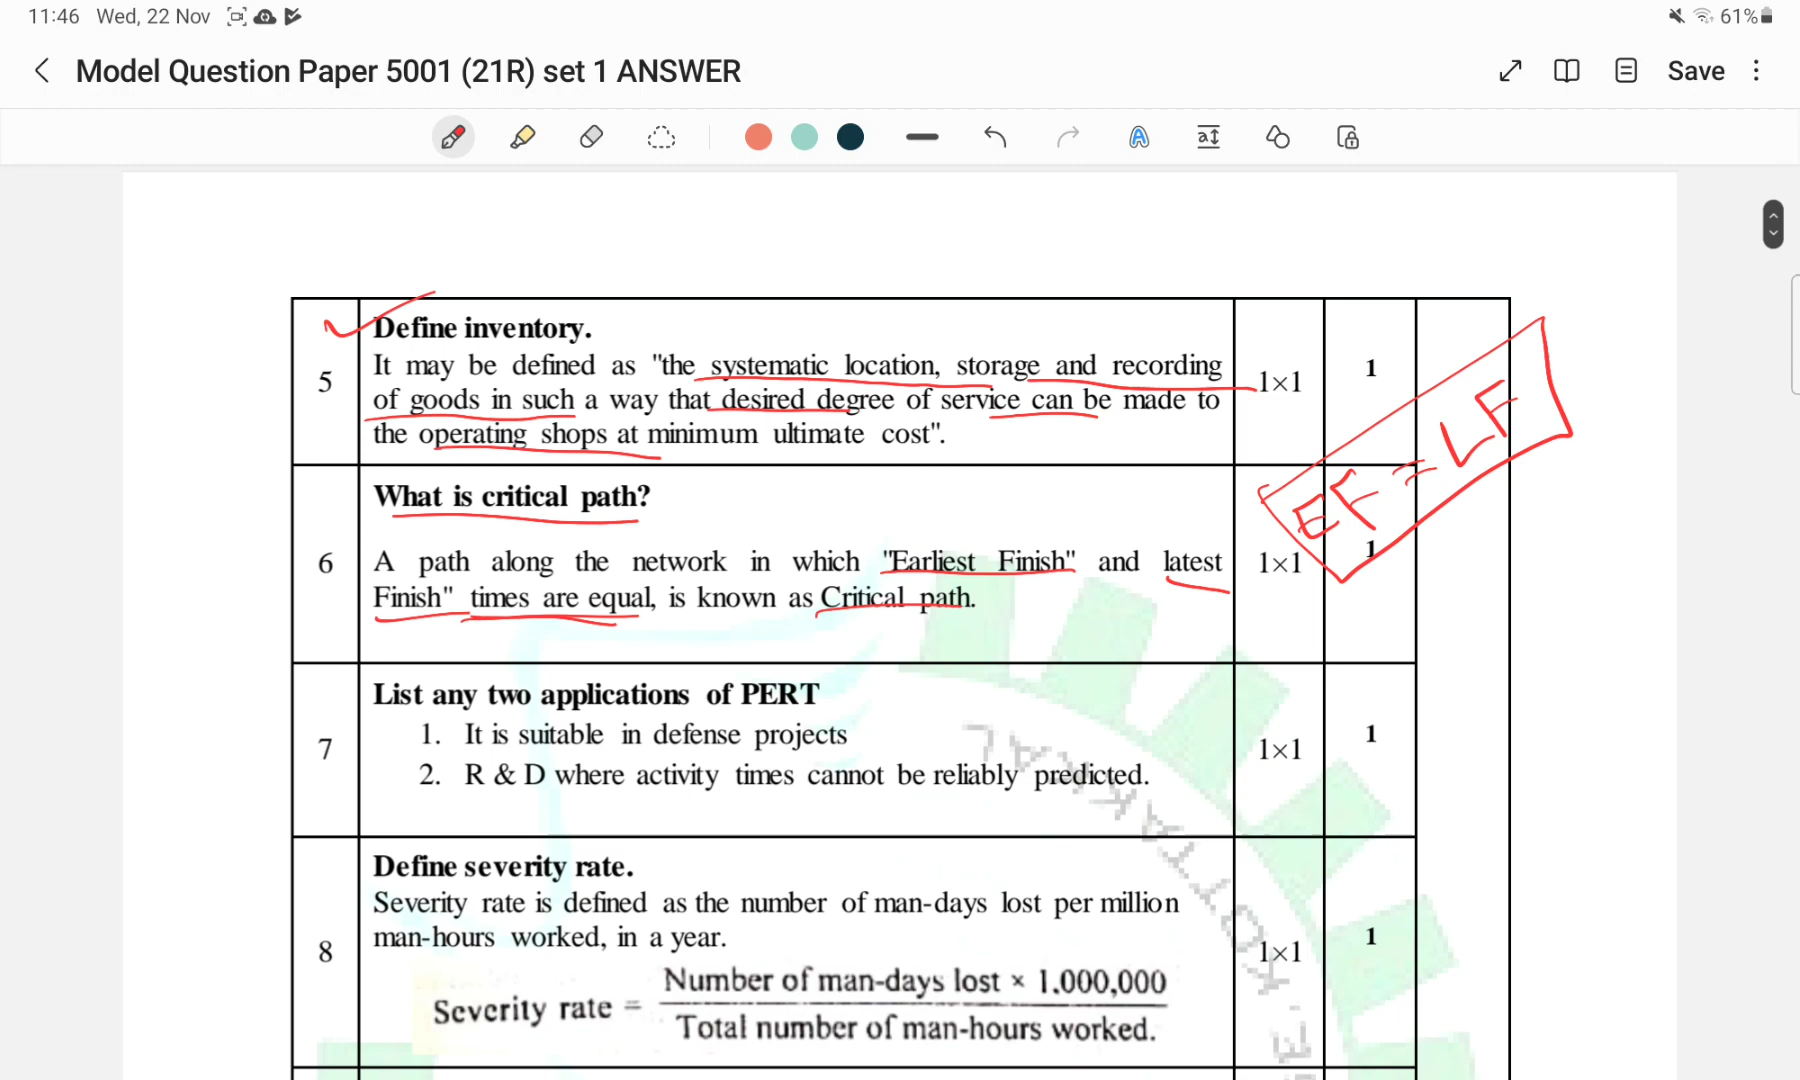 11:46 Wed, 22 Nov
61%
Model Question Paper 5001 (21R) set 1 ANSWER
Save
Define inventory.
It may be defined as "the systematic location, storage and recording
5
1×1
1
of goods in such a way that desired degree of service can be made to
the operating shops at minimum ultimate cost".
EF = LF
What is critical path?
6
A path along the network in which "Earliest Finish" and latest
1×1
1
Finish" times are equal, is known as Critical path.
List any two applications of PERT
1. It is suitable in defense projects
7
1×1
1
2. R & D where activity times cannot be reliably predicted.
Define severity rate.
Severity rate is defined as the number of man-days lost per million
man-hours worked, in a year.
8
1×1
1
Severity rate = Number of man-days lost × 1.000,000
Total number of man-hours worked.
KOTTAKKAL